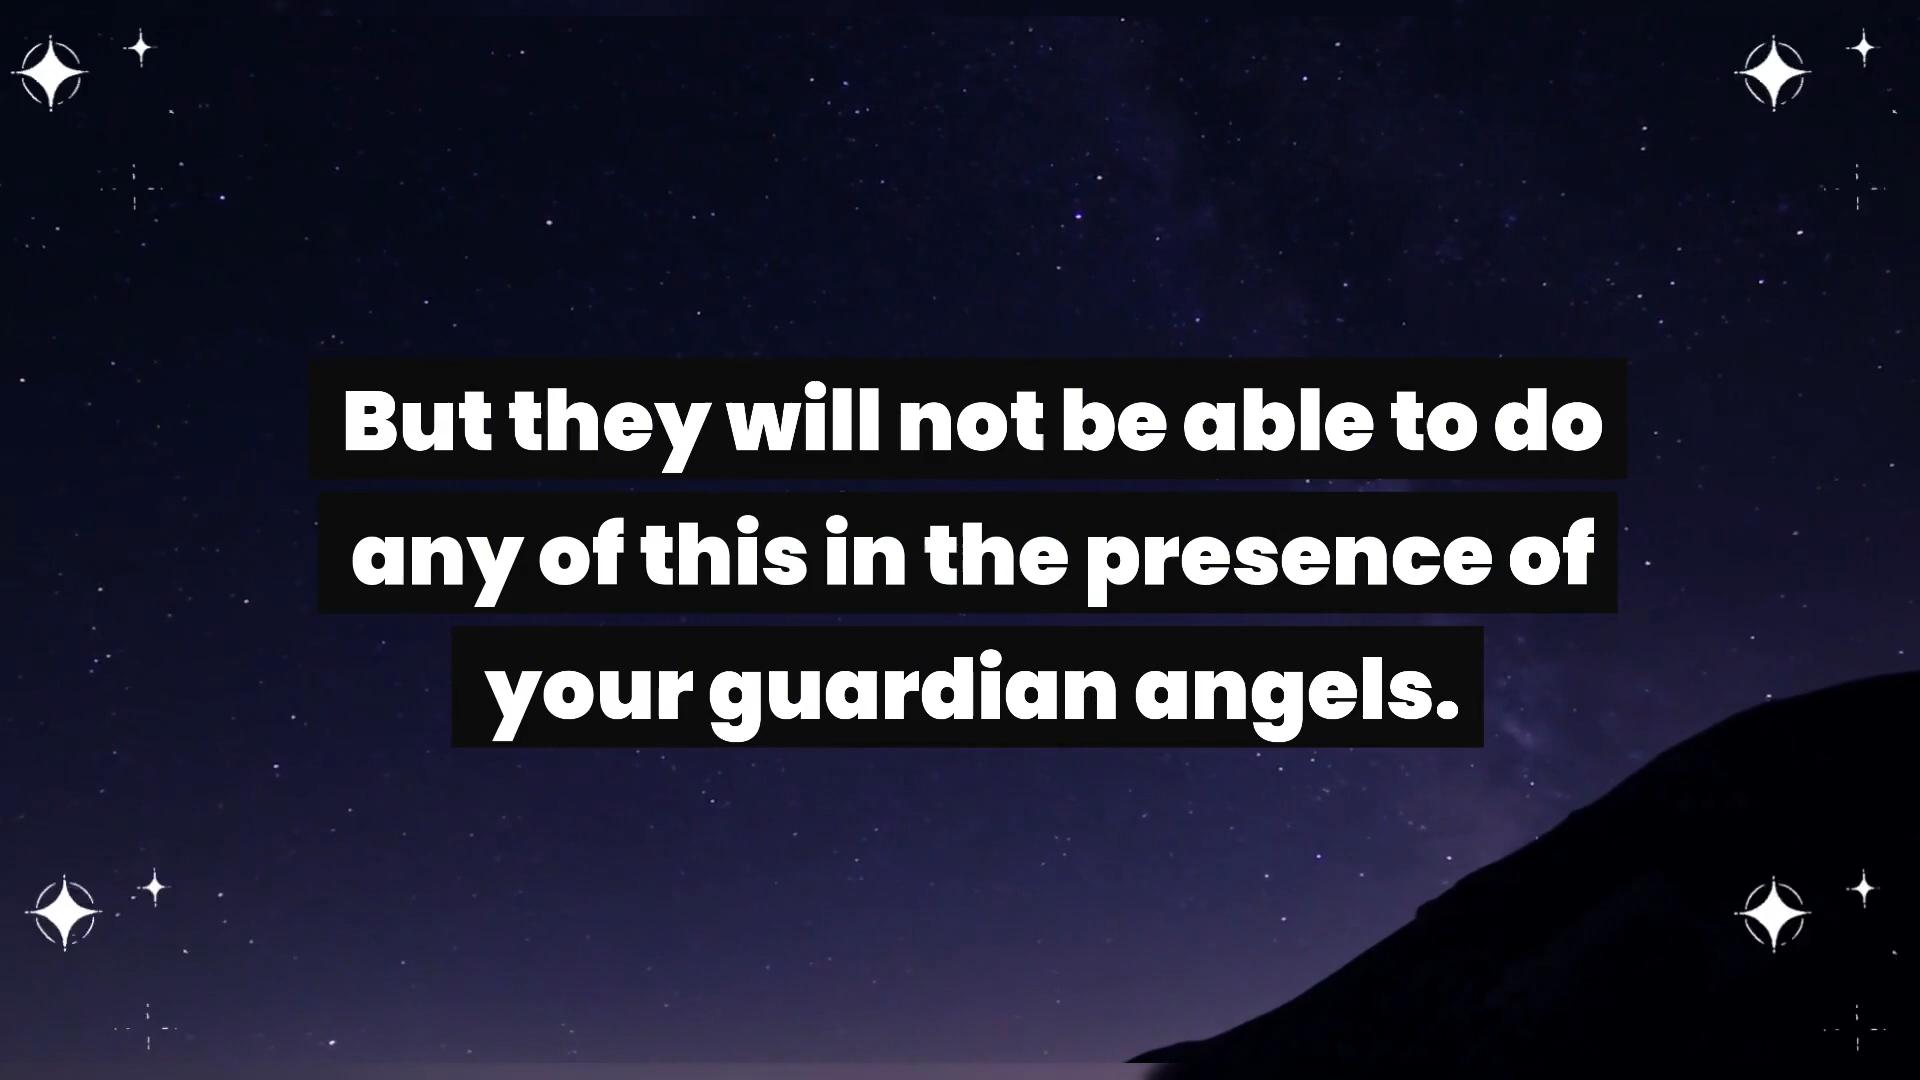 But they will not be able to do
any of this in the presence of
your guardian angels.